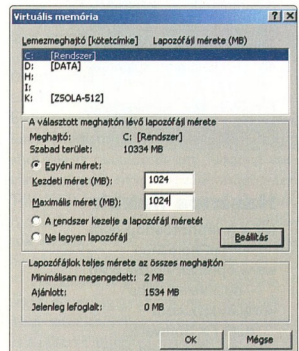 Virtuális memória
Lemezmeghajtó [kötetcímke] Lapozófájl mérete (MB)
C: [Rendszer]
D: [DATA]
H:
I:
K: [ZSOLA-512]
A választott meghajtón lévő lapozófájl mérete
Meghajtó: C: [Rendszer]
Szabad terület: 10334 MB
Egyéni méret:
Kezdeti méret (MB): 1024
Maximális méret (MB): 1024
A rendszer kezelje a lapozófájl méretét
Ne legyen lapozófájl Beállítás
Lapozófájlok teljes mérete az összes meghajtón
Minimálisan megengedett: 2 MB
Ajánlott: 1534 MB
Jelenleg lefoglalt: 0 MB
OK Mégse